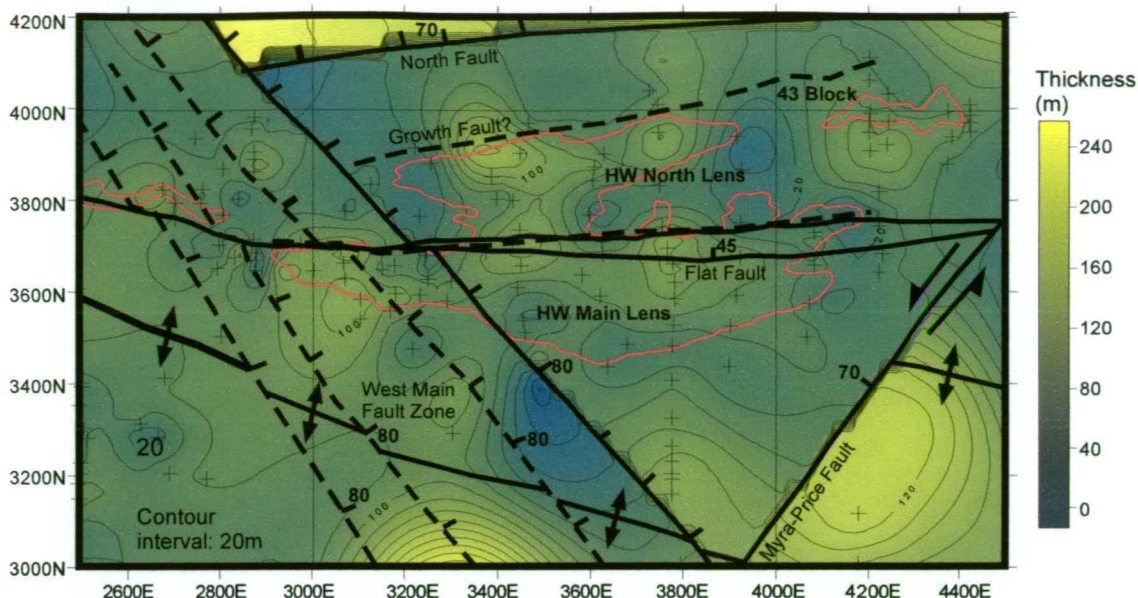 4200N
4000N
3800N
3600N
3400N
3200N
3000N
2600E
2800E
3000E
3200E
3400E
3600E
3800E
4000E
4200E
4400E
70
North Fault
43 Block
Growth Fault?
100
HW North Lens
20
45
Flat Fault
20
100
HW Main Lens
80
70
West Main
Fault Zone
80
80
80
20
100
120
Contour
interval: 20m
Myra-Price Fault
Thickness
(m)
240
200
160
120
80
40
0